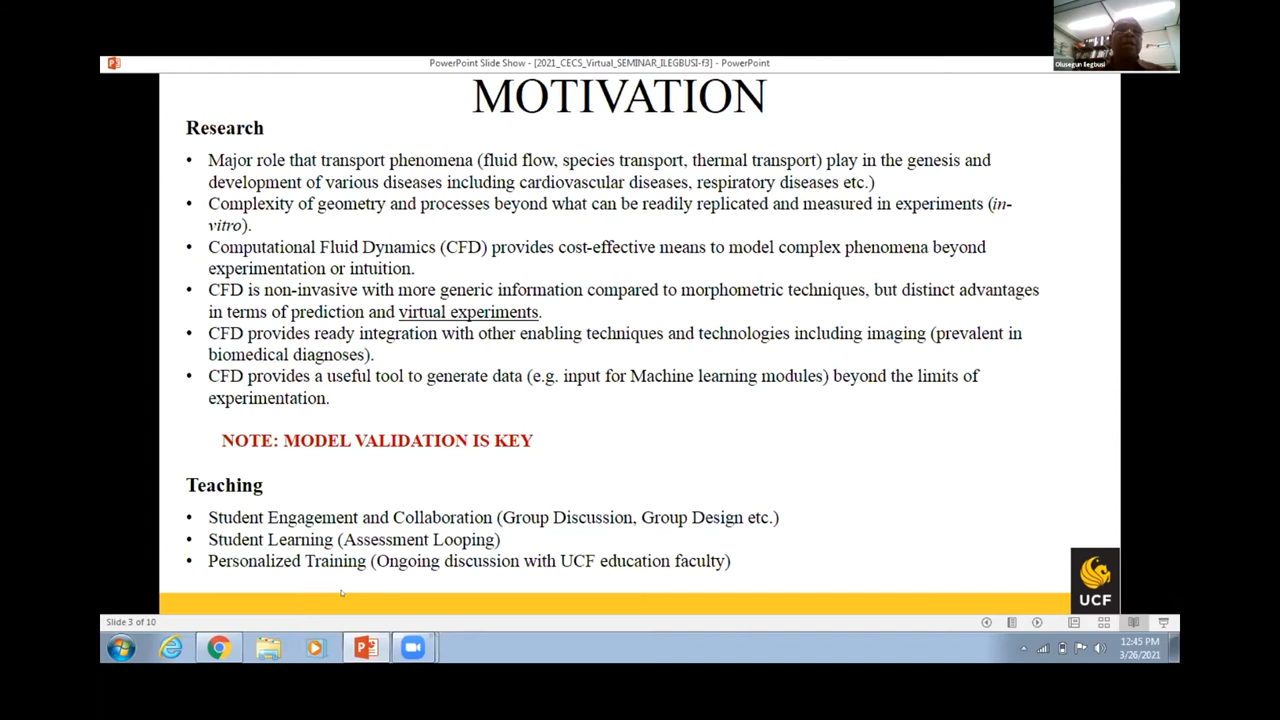 Olusegun Ilegbusi
PowerPoint Slide Show - [2021_CECS_Virtual_SEMINAR_ILEGBUSI-f3] - PowerPoint
MOTIVATION
Research
• Major role that transport phenomena (fluid flow, species transport, thermal transport) play in the genesis and
development of various diseases including cardiovascular diseases, respiratory diseases etc.)
• Complexity of geometry and processes beyond what can be readily replicated and measured in experiments (in-
vitro).
• Computational Fluid Dynamics (CFD) provides cost-effective means to model complex phenomena beyond
experimentation or intuition.
• CFD is non-invasive with more generic information compared to morphometric techniques, but distinct advantages
in terms of prediction and virtual experiments.
• CFD provides ready integration with other enabling techniques and technologies including imaging (prevalent in
biomedical diagnoses).
• CFD provides a useful tool to generate data (e.g. input for Machine learning modules) beyond the limits of
experimentation.
NOTE: MODEL VALIDATION IS KEY
Teaching
• Student Engagement and Collaboration (Group Discussion, Group Design etc.)
• Student Learning (Assessment Looping)
• Personalized Training (Ongoing discussion with UCF education faculty)
UCF
Slide 3 of 10
12:45 PM
3/26/2021